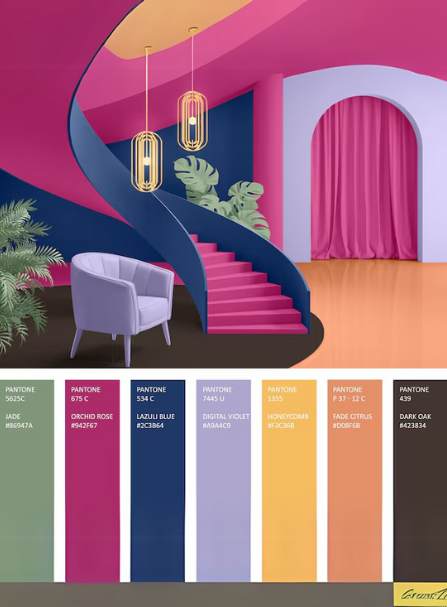 PANTONE
5625C
JADE
#86947A
PANTONE
675 C
ORCHID ROSE
#942F67
PANTONE
534 C
LAZULI BLUE
#2C3B64
PANTONE
7445 U
DIGITAL VIOLET
#A9A4C9
PANTONE
1355
HONEYCOMB
#F2C36B
PANTONE
P 37 - 12 C
FADE CITRUS
#D0BF6B
PANTONE
439
DARK OAK
#423834